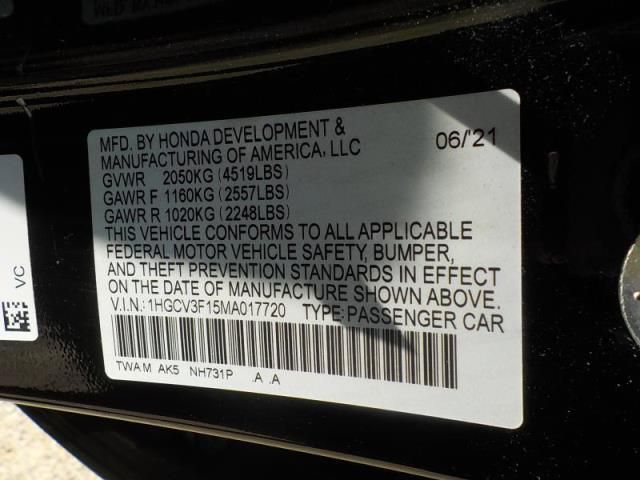 MFD. BY HONDA DEVELOPMENT & 06/'21
MANUFACTURING OF AMERICA, LLC
GVWR 2050KG (4519LBS)
GAWR F 1160KG (2557LBS)
GAWR R 1020KG (2248LBS)
THIS VEHICLE CONFORMS TO ALL APPLICABLE
FEDERAL MOTOR VEHICLE SAFETY, BUMPER,
AND THEFT PREVENTION STANDARDS IN EFFECT
ON THE DATE OF MANUFACTURE SHOWN ABOVE.
V.I.N.: 1HGCV3F15MA017720 TYPE: PASSENGER CAR
TWA M AK5 NH731P .A .A
VC